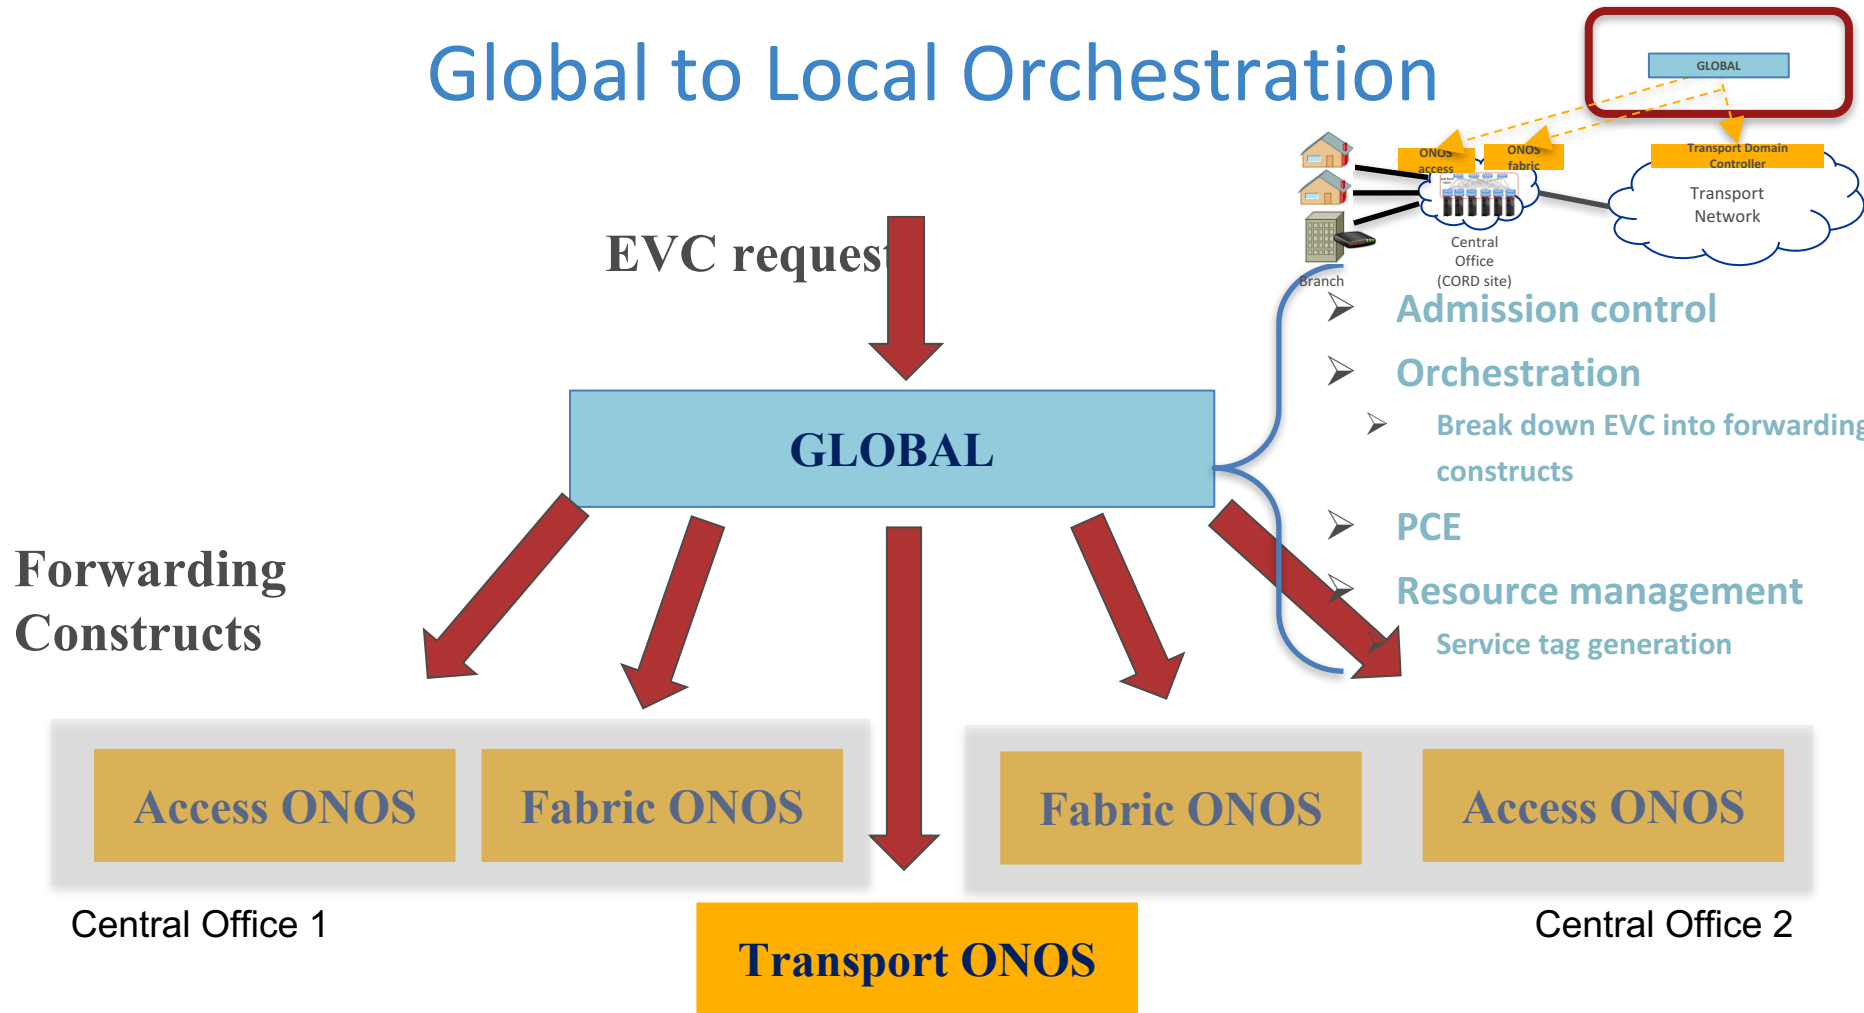 Global to Local Orchestration
GLOBAL
ONOS
access
ONOS
fabric
Transport Domain
Controller
Transport
Network
Central
Office
(CORD site)
Branch
EVC request
Admission control
Orchestration
Break down EVC into forwarding
constructs
PCE
Resource management
Service tag generation
GLOBAL
Forwarding
Constructs
Access ONOS
Fabric ONOS
Fabric ONOS
Access ONOS
Central Office 1
Central Office 2
Transport ONOS